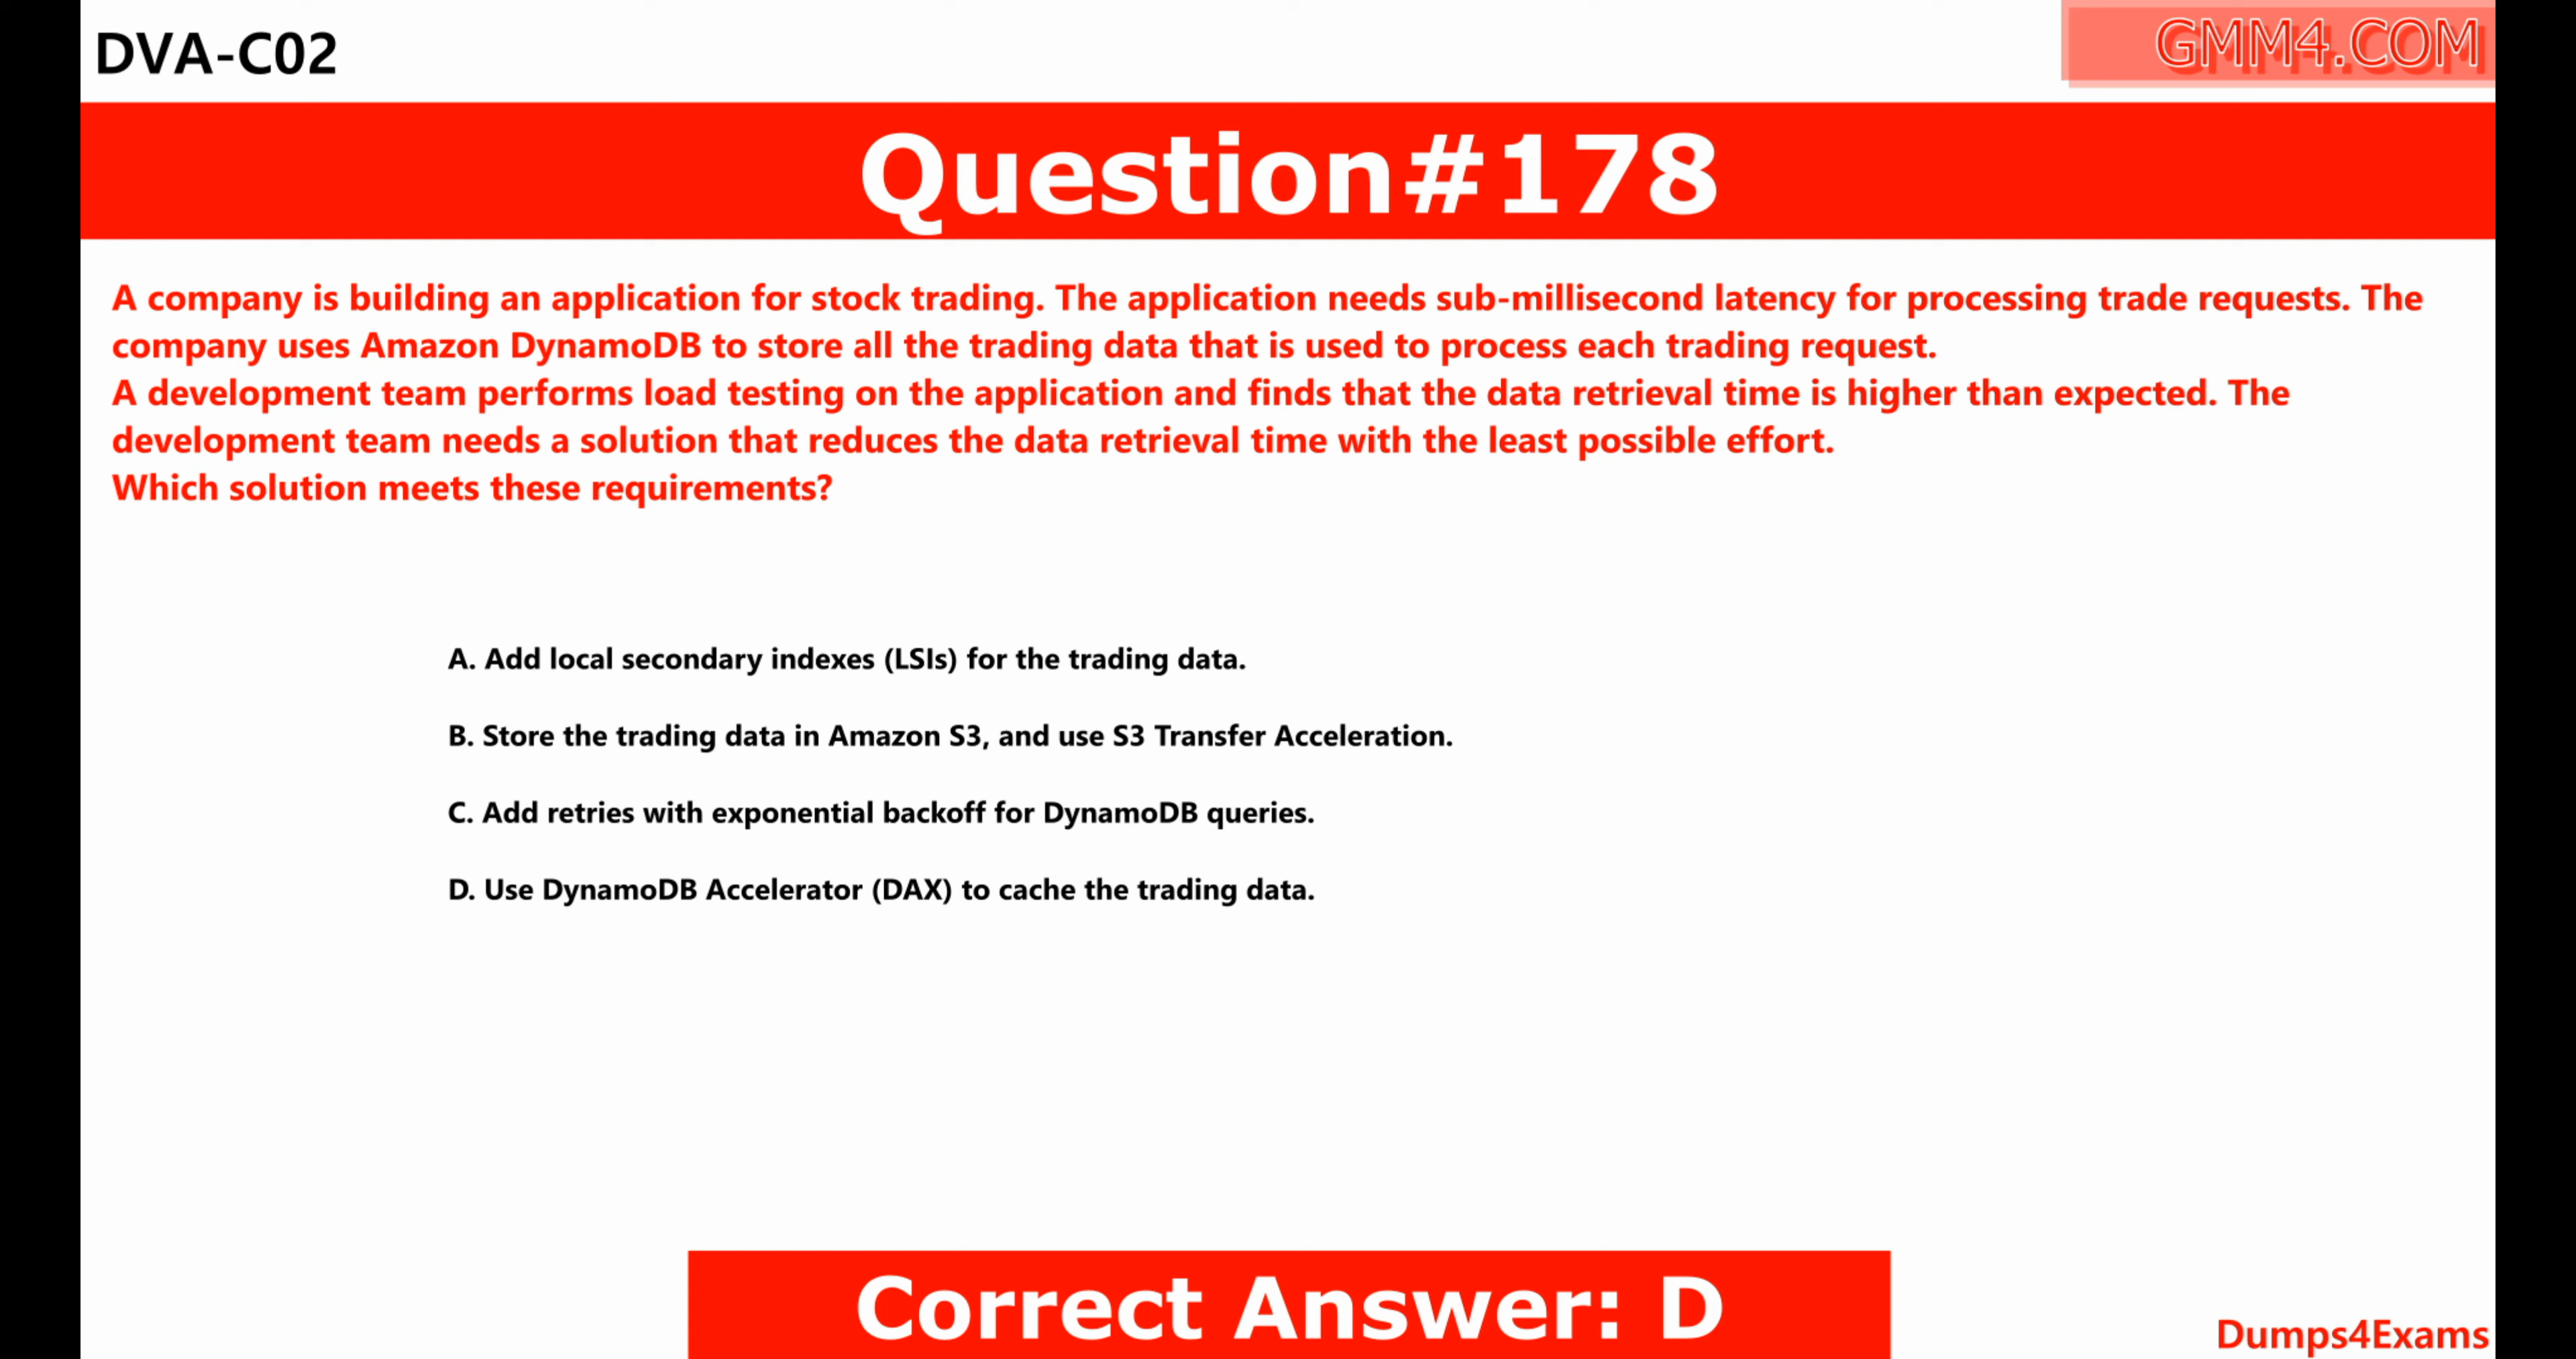 DVA-C02
GMM4.COM
Question#178
A company is building an application for stock trading. The application needs sub-millisecond latency for processing trade requests. The
company uses Amazon DynamoDB to store all the trading data that is used to process each trading request.
A development team performs load testing on the application and finds that the data retrieval time is higher than expected. The
development team needs a solution that reduces the data retrieval time with the least possible effort.
Which solution meets these requirements?
A. Add local secondary indexes (LSIs) for the trading data.
B. Store the trading data in Amazon S3, and use S3 Transfer Acceleration.
C. Add retries with exponential backoff for DynamoDB queries.
D. Use DynamoDB Accelerator (DAX) to cache the trading data.
Correct Answer: D
Dumps4Exams